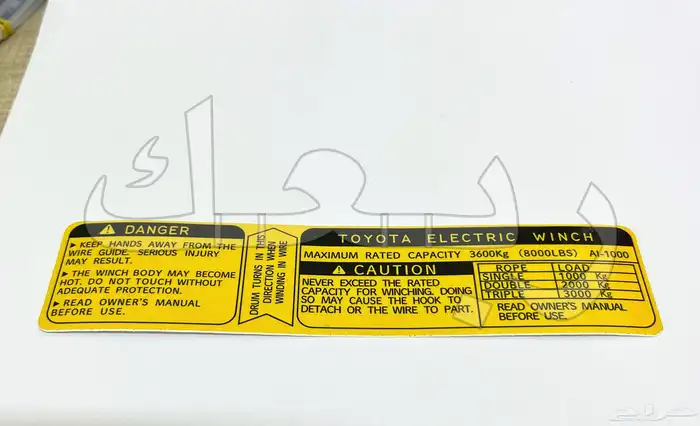 ربعك
⚠ DANGER
▶ KEEP HANDS AWAY FROM THE
WIRE GUIDE. SERIOUS INJURY
MAY RESULT.
▶ THE WINCH BODY MAY BECOME
HOT. DO NOT TOUCH WITHOUT
ADEQUATE PROTECTION.
▶ READ OWNER'S MANUAL
BEFORE USE.
DRUM TURNS IN THIS
DIRECTION WHEN
WINDING IN WIRE
TOYOTA ELECTRIC WINCH
MAXIMUM RATED CAPACITY 3600Kg (8000LBS) AI-1000
⚠ CAUTION
NEVER EXCEED THE RATED
CAPACITY FOR WINCHING. DOING
SO MAY CAUSE THE HOOK TO
DETACH OR THE WIRE TO PART.
ROPE LOAD
SINGLE 1000 Kg
DOUBLE 2000 Kg
TRIPLE 3000 Kg
READ OWNER'S MANUAL
BEFORE USE.
حراج